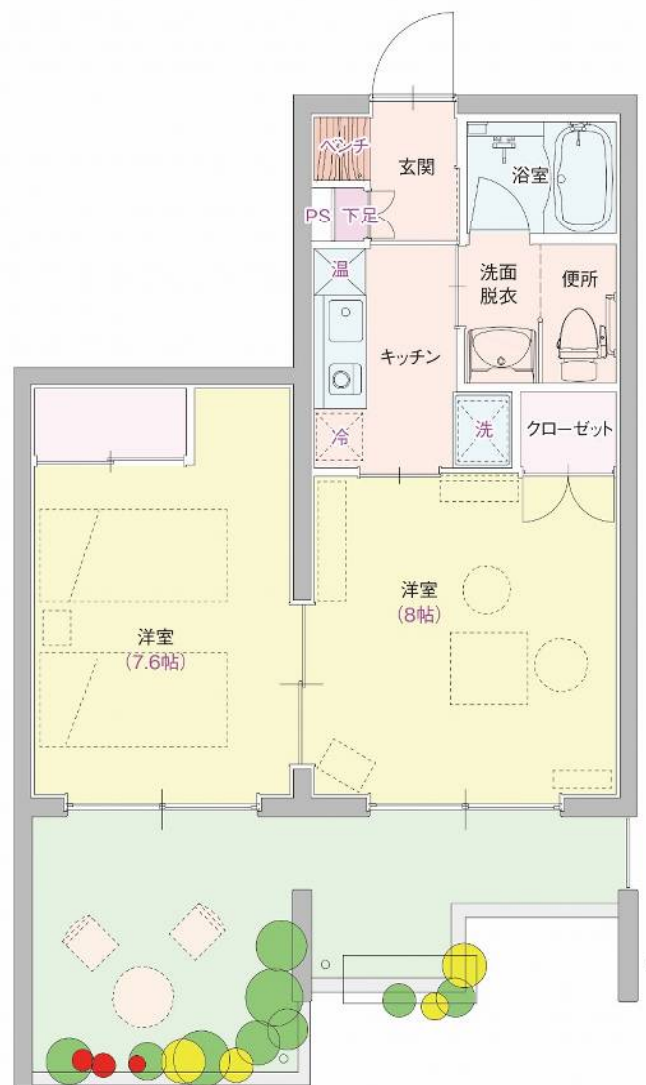 ベンチ
玄関
浴室
PS
下足
温
洗面
脱衣
便所
キッチン
冷
洗
クローゼット
洋室
(8帖)
洋室
(7.6帖)